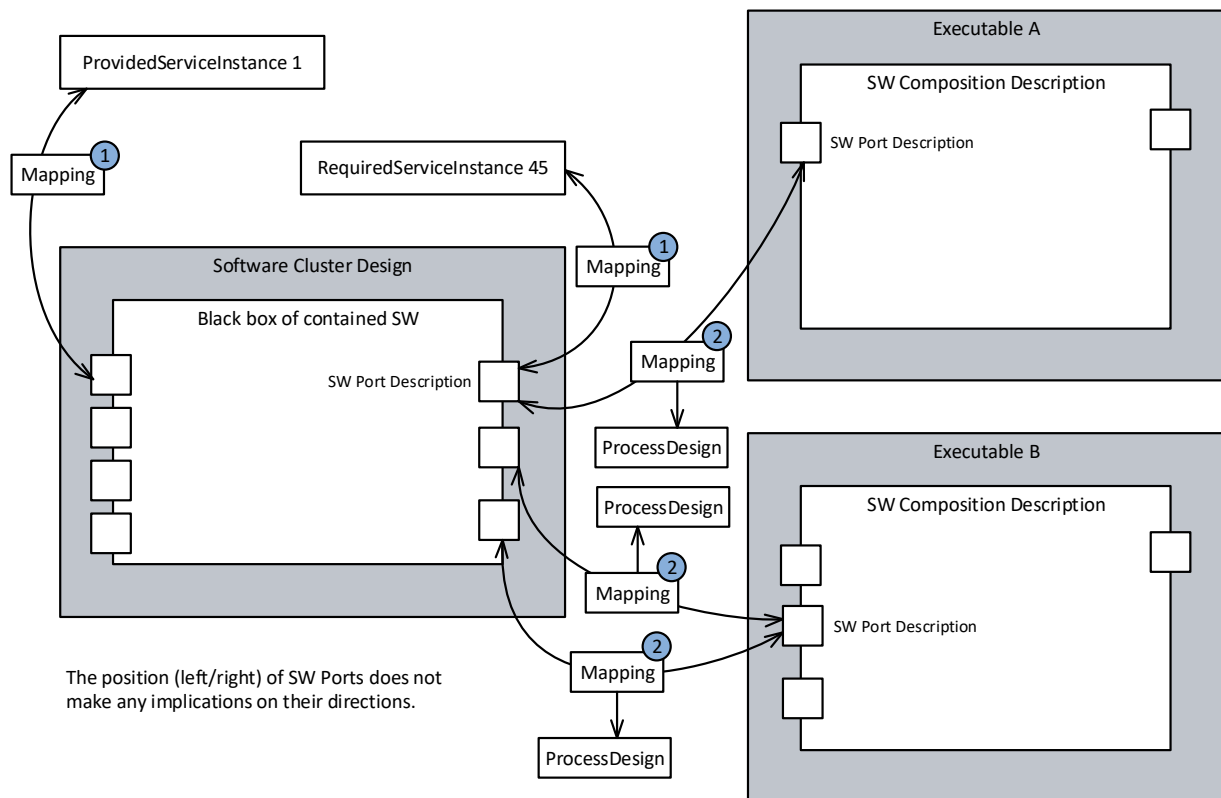 Executable A
ProvidedServiceInstance 1
SW Composition Description
SW Port Description
1
Mapping
RequiredServiceInstance 45
1
Mapping
Software Cluster Design
Black box of contained SW
2
Mapping
SW Port Description
ProcessDesign
Executable B
ProcessDesign
SW Composition Description
2
Mapping
SW Port Description
2
Mapping
The position (left/right) of SW Ports does not
make any implications on their directions.
ProcessDesign